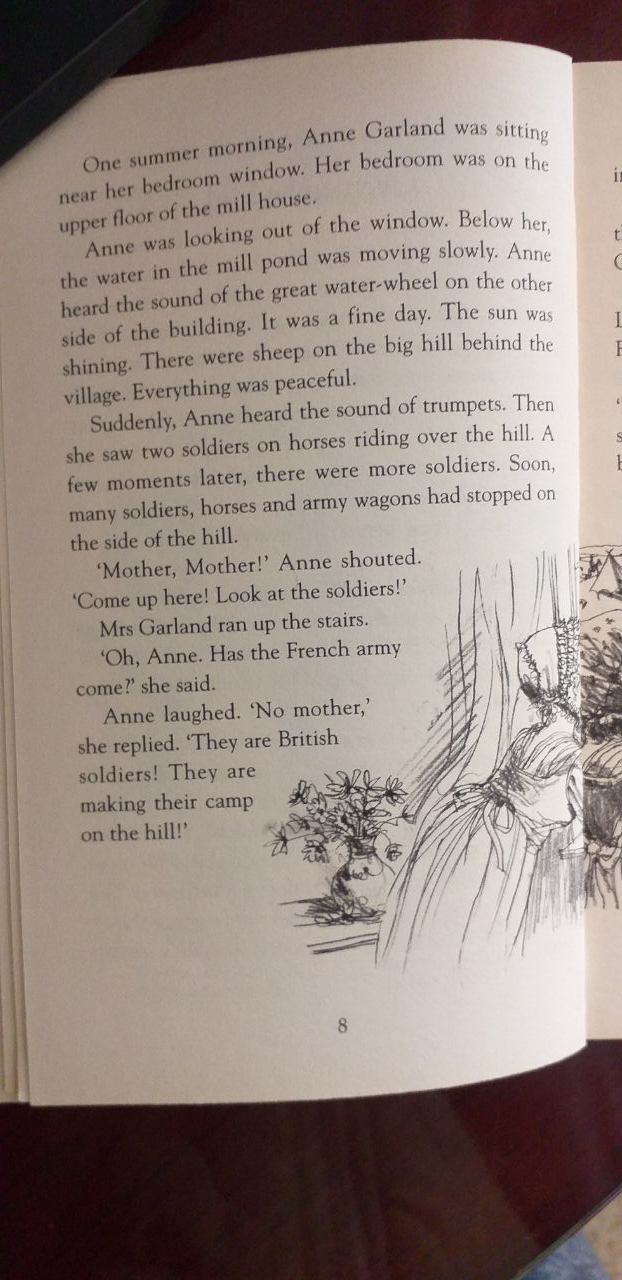 One summer morning, Anne Garland was sitting
near her bedroom window. Her bedroom was on the
upper floor of the mill house.
Anne was looking out of the window. Below her,
the water in the mill pond was moving slowly. Anne
heard the sound of the great water-wheel on the other
side of the building. It was a fine day. The sun was
shining. There were sheep on the big hill behind the
village. Everything was peaceful.
Suddenly, Anne heard the sound of trumpets. Then
she saw two soldiers on horses riding over the hill. A
few moments later, there were more soldiers. Soon,
many soldiers, horses and army wagons had stopped on
the side of the hill.
‘Mother, Mother!’ Anne shouted.
‘Come up here! Look at the soldiers!’
Mrs Garland ran up the stairs.
‘Oh, Anne. Has the French army
come?’ she said.
Anne laughed. ‘No mother,’
she replied. ‘They are British
soldiers! They are
making their camp
on the hill!’
8